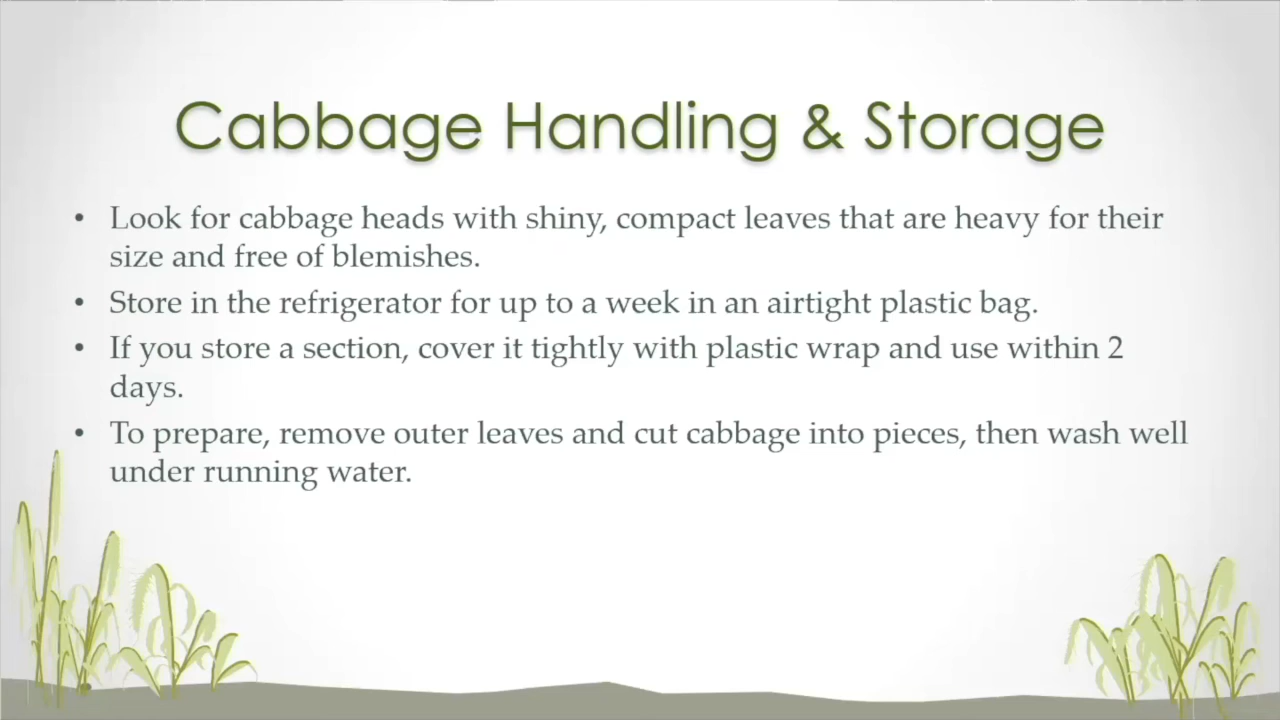 Cabbage Handling & Storage
• Look for cabbage heads with shiny, compact leaves that are heavy for their
size and free of blemishes.
• Store in the refrigerator for up to a week in an airtight plastic bag.
• If you store a section, cover it tightly with plastic wrap and use within 2
days.
• To prepare, remove outer leaves and cut cabbage into pieces, then wash well
under running water.